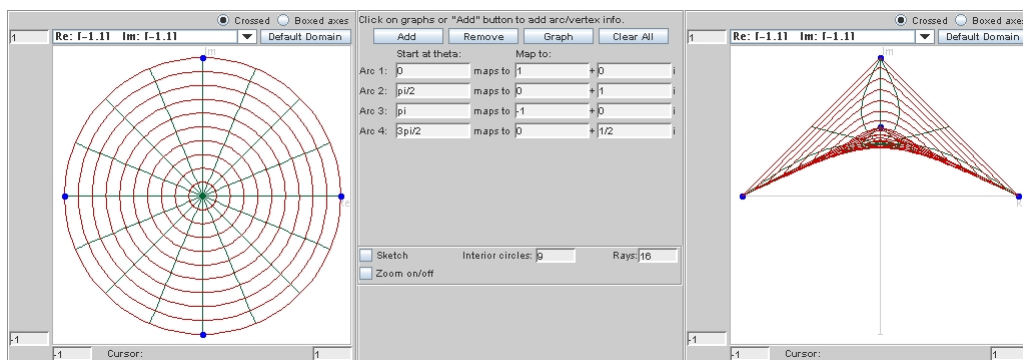 Crossed Boxed axes
1 Re: [-1,1] Im: [-1,1] Default Domain
Im
Re
-1
-1 Cursor: 1
Click on graphs or "Add" button to add arc/vertex info.
Add Remove Graph Clear All
Start at theta: Map to:
Arc 1: 0 maps to 1 + 0 i
Arc 2: pi/2 maps to 0 + 1 i
Arc 3: pi maps to -1 + 0 i
Arc 4: 3pi/2 maps to 0 + 1/2 i
Sketch Interior circles: 9 Rays: 16
Zoom on/off
Crossed Boxed axes
1 Re: [-1,1] Im: [-1,1] Default Domain
Im
R
-1
-1 Cursor: 1